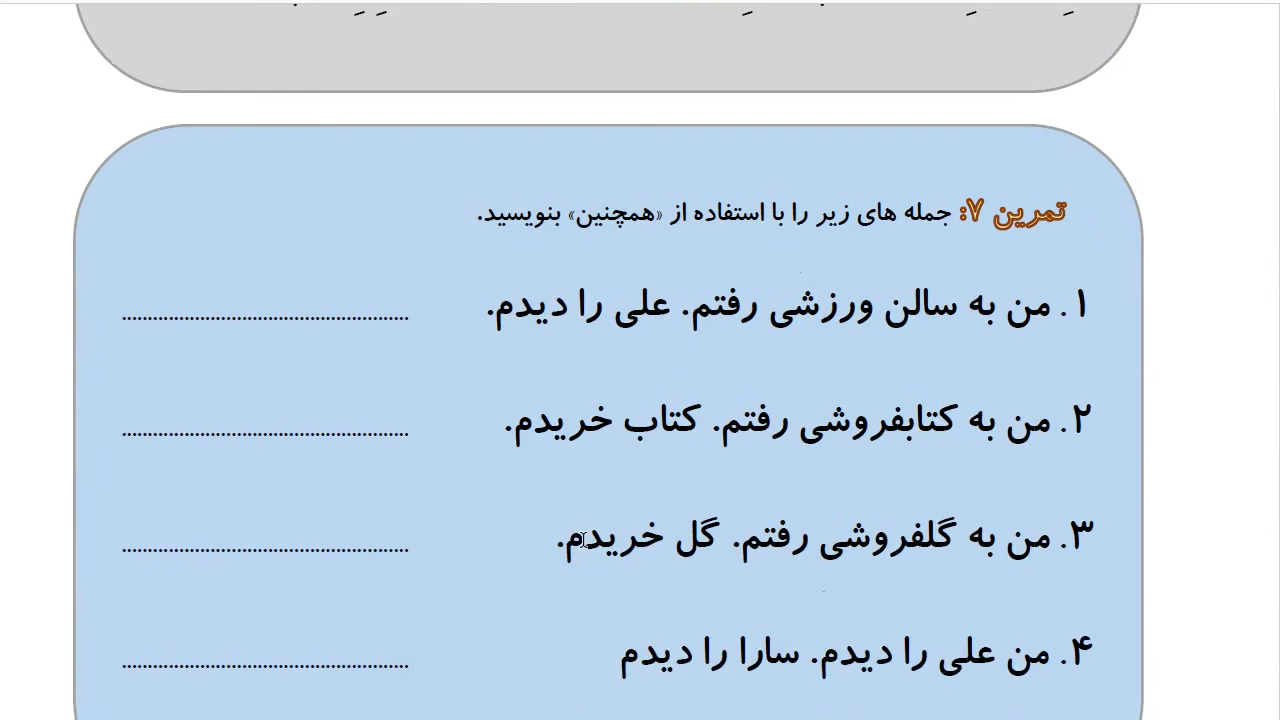 تمرین ۷: جمله های زیر را با استفاده از «همچنین» بنویسید.
۱. من به سالن ورزشی رفتم. علی را دیدم. ......................................................
۲. من به کتابفروشی رفتم. کتاب خریدم. ......................................................
۳. من به گلفروشی رفتم. گل خریدم. ......................................................
۴. من علی را دیدم. سارا را دیدم ......................................................